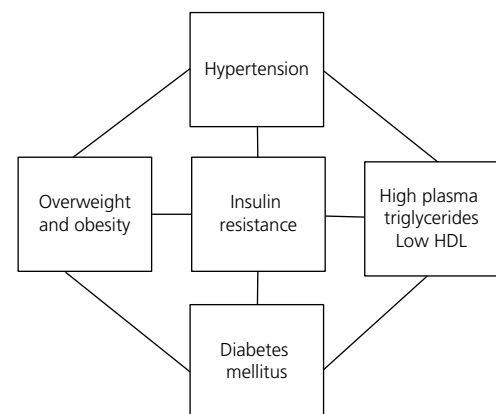 Hypertension
Overweight
and obesity
Insulin
resistance
High plasma
triglycerides
Low HDL
Diabetes
mellitus